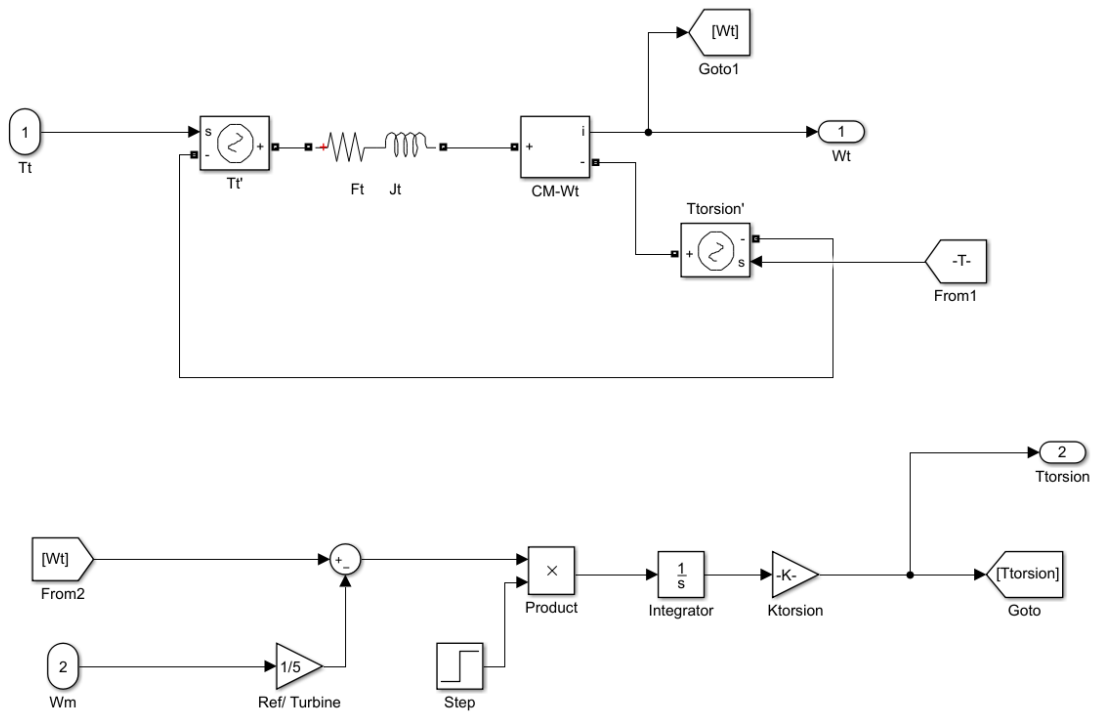 [Wt]
Goto1
1
Tt
s
-
+
Tt'
Ft
Jt
+
i
-
CM-Wt
1
Wt
Ttorsion'
+
-
s
-T-
From1
2
Ttorsion
[Wt]
From2
+
-
×
Product
1
s
Integrator
-K-
Ktorsion
[Ttorsion]
Goto
2
Wm
1/5
Ref/ Turbine
Step